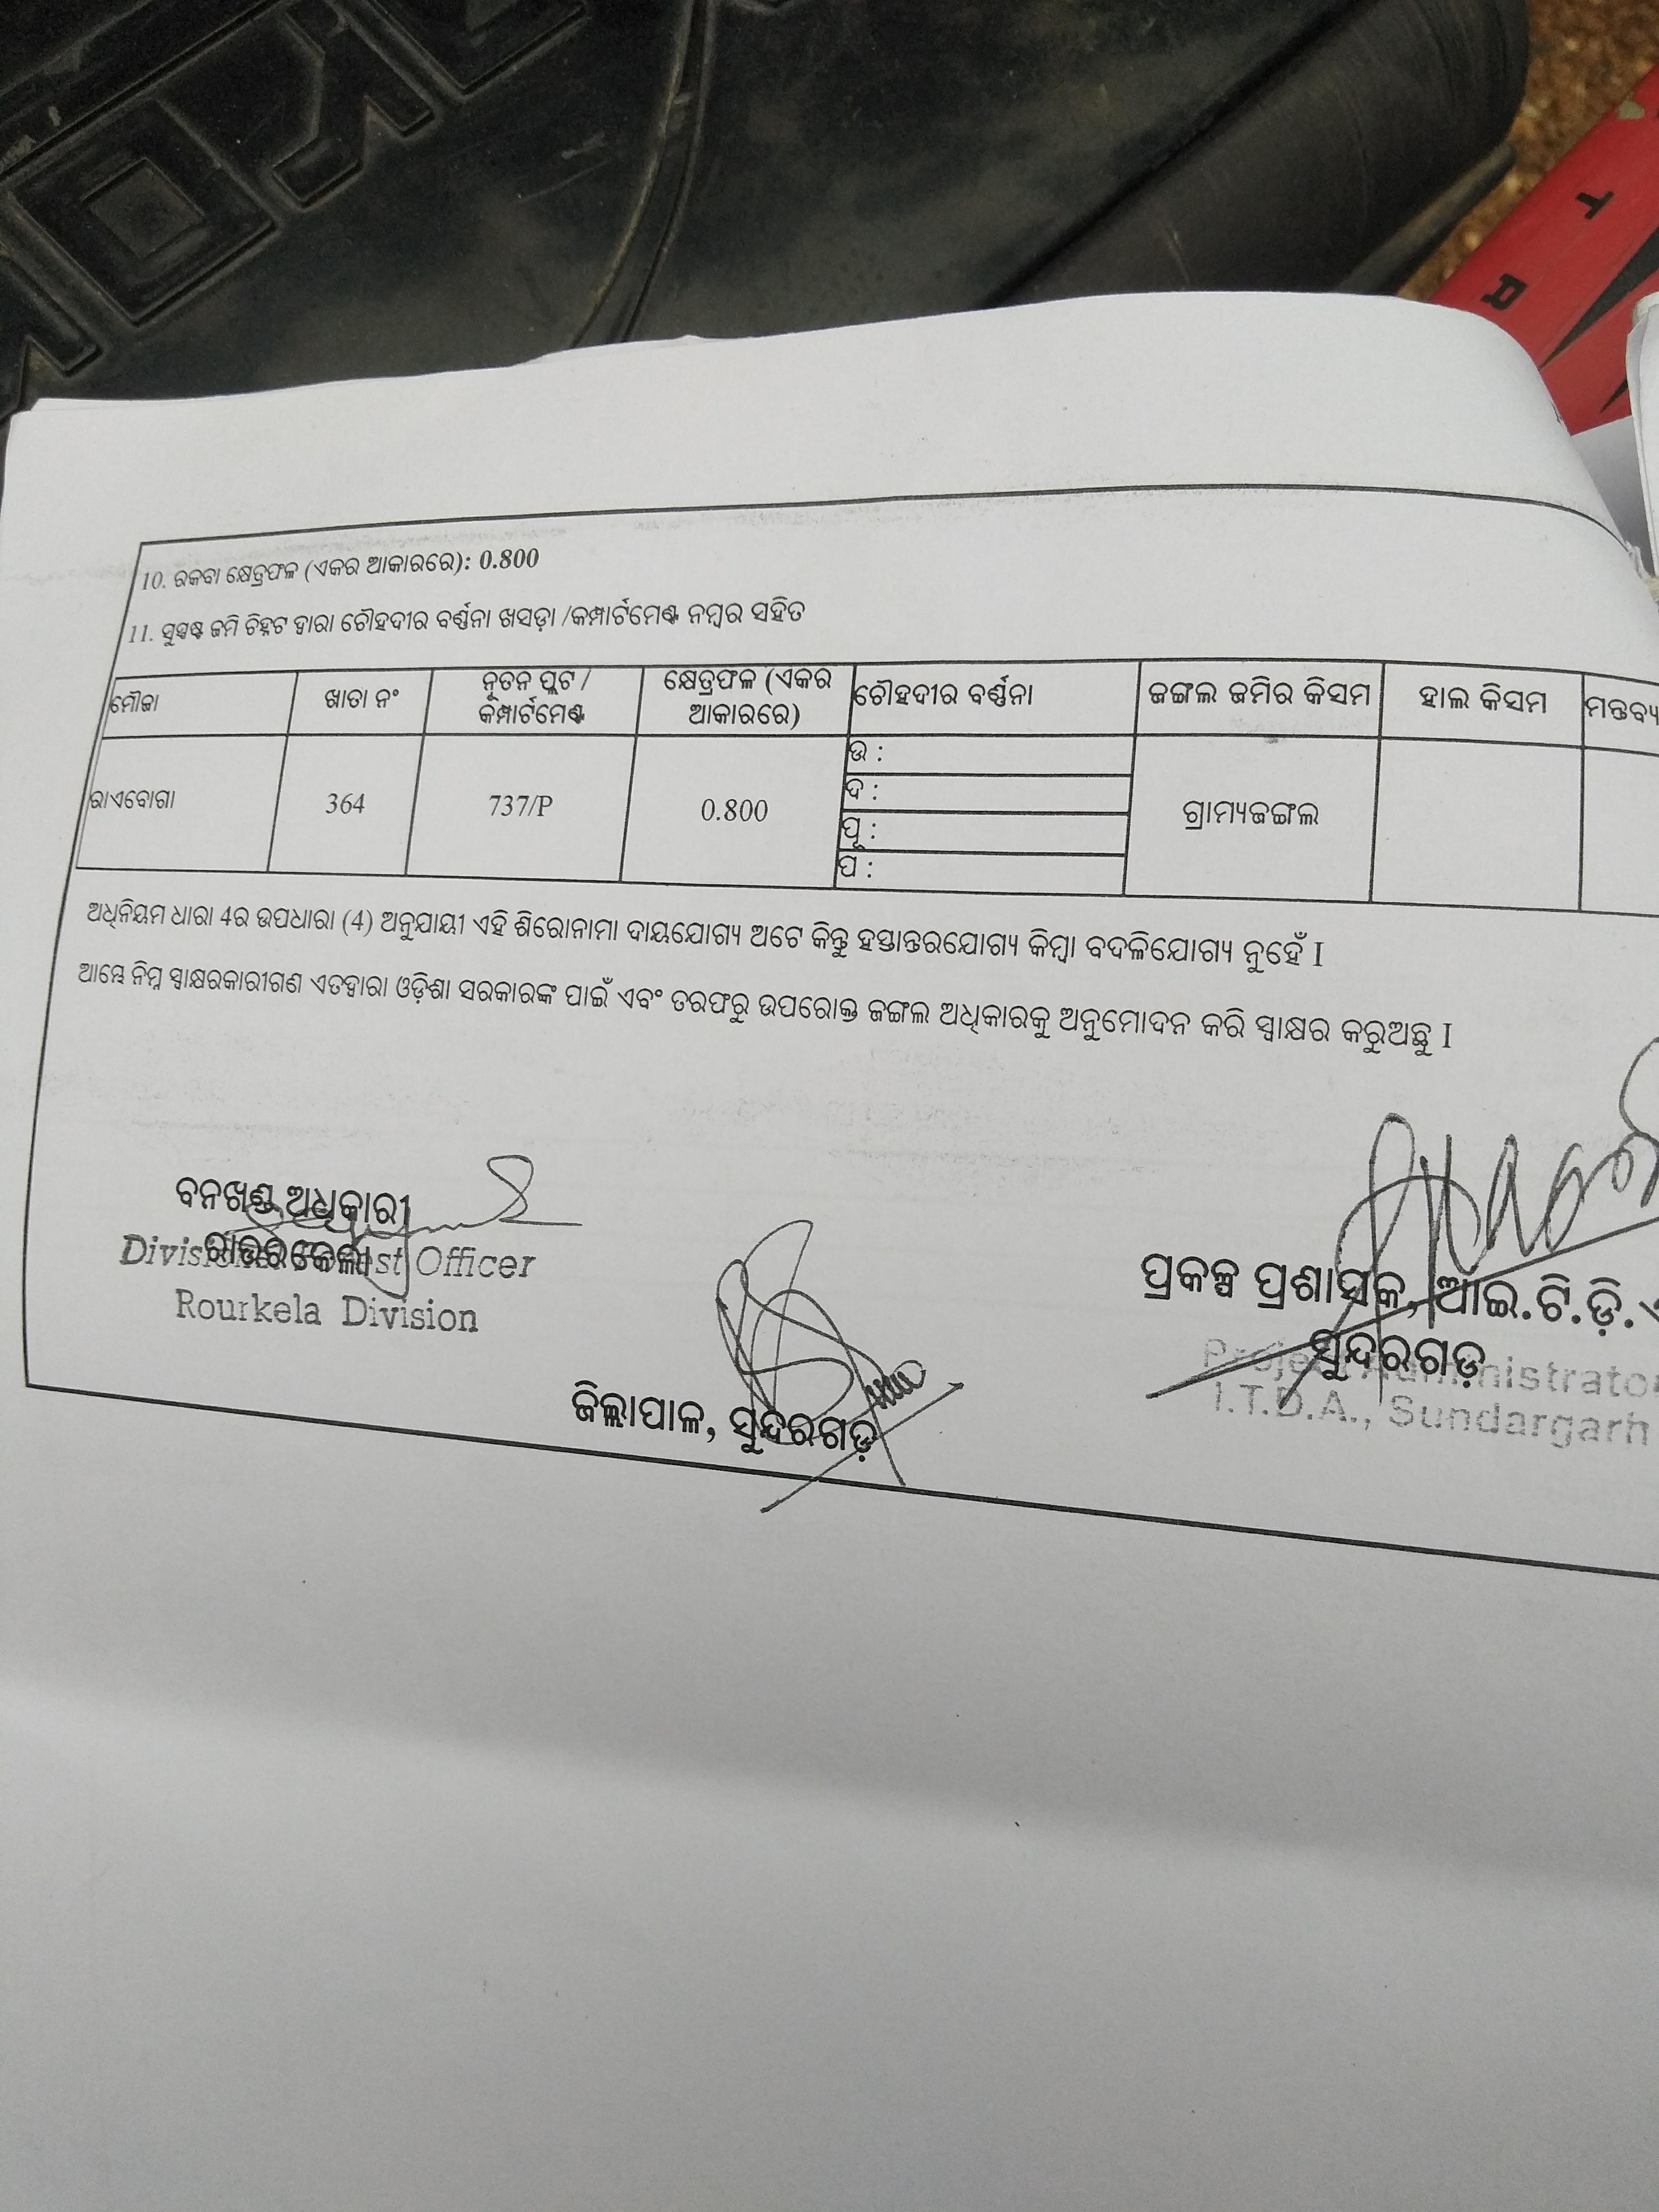 10. ରକବା କ୍ଷେତ୍ରଫଳ (ଏକର ଆକାରରେ): 0.800
11. ସୁସ୍ପଷ୍ଟ ଜମି ଚିହ୍ନଟ ଦ୍ୱାରା ଚୌହଦୀର ବର୍ଣ୍ଣନା ଖସଡ଼ା /କମ୍ପାର୍ଟମେଣ୍ଟ ନମ୍ବର ସହିତ
ମୌଜା ଖାତା ନଂ ନୂତନ ପ୍ଲଟ / କମ୍ପାର୍ଟମେଣ୍ଟ କ୍ଷେତ୍ରଫଳ (ଏକର ଆକାରରେ) ଚୌହଦୀର ବର୍ଣ୍ଣନା ଜଙ୍ଗଲ ଜମିର କିସମ ହାଲ କିସମ ମନ୍ତବ୍ୟ
ରାଏବୋଗା 364 737/P 0.800 ଗ୍ରାମ୍ୟଜଙ୍ଗଲ
ଉ :
ଦ :
ପୂ :
ପ :
ଅଧିନିୟମ ଧାରା 4ର ଉପଧାରା (4) ଅନୁଯାୟୀ ଏହି ଶିରୋନାମା ଦାୟଯୋଗ୍ୟ ଅଟେ କିନ୍ତୁ ହସ୍ତାନ୍ତରଯୋଗ୍ୟ କିମ୍ବା ବଦଳିଯୋଗ୍ୟ ନୁହେଁ I
ଆମ୍ଭେ ନିମ୍ନ ସ୍ୱାକ୍ଷରକାରୀଗଣ ଏତଦ୍ୱାରା ଓଡ଼ିଶା ସରକାରଙ୍କ ପାଇଁ ଏବଂ ତରଫରୁ ଉପରୋକ୍ତ ଜଙ୍ଗଲ ଅଧିକାରକୁ ଅନୁମୋଦନ କରି ସ୍ୱାକ୍ଷର କରୁଅଛୁ I
ବନଖଣ୍ଡ ଅଧିକାରୀ
ରାଉରକେଲା
Officer
Rourkela Division
ଜିଲ୍ଲାପାଳ, ସୁନ୍ଦରଗଡ଼
ପ୍ରକଳ୍ପ ପ୍ରଶାସକ, ଆଇ.ଟି.ଡ଼ି.
ସୁନ୍ଦରଗଡ଼
Project Administrator
I.T.D.A., Sundargarh